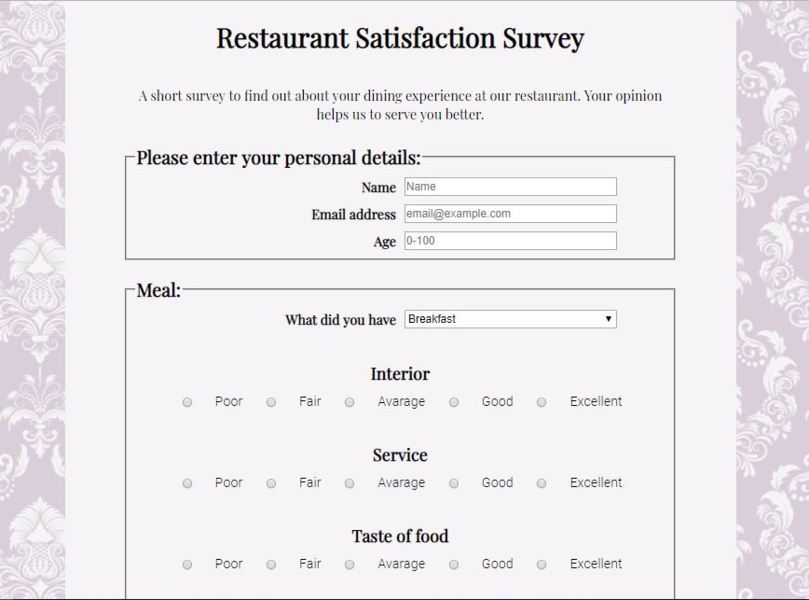 Restaurant Satisfaction Survey
A short survey to find out about your dining experience at our restaurant. Your opinion
helps us to serve you better.
Please enter your personal details:
Name Name
Email address email@example.com
Age 0-100
Meal:
What did you have Breakfast
Interior
Poor Fair Avarage Good Excellent
Service
Poor Fair Avarage Good Excellent
Taste of food
Poor Fair Avarage Good Excellent